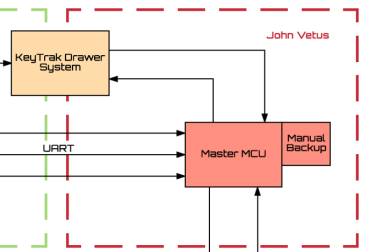 John Vetus
KeyTrak Drawer
System
Manual
Backup
Master MCU
UART